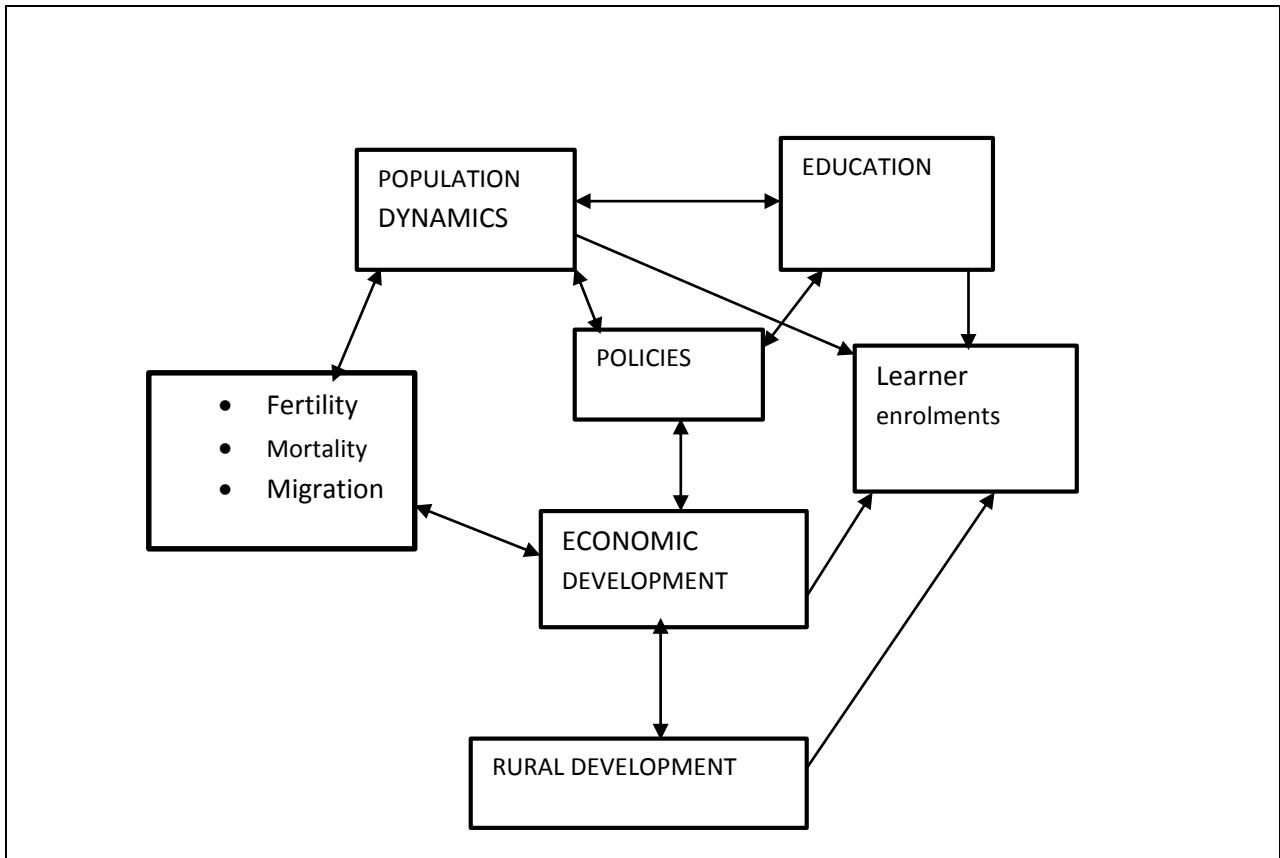 POPULATION
DYNAMICS
EDUCATION
POLICIES
Learner
enrolments
• Fertility
• Mortality
• Migration
ECONOMIC
DEVELOPMENT
RURAL DEVELOPMENT